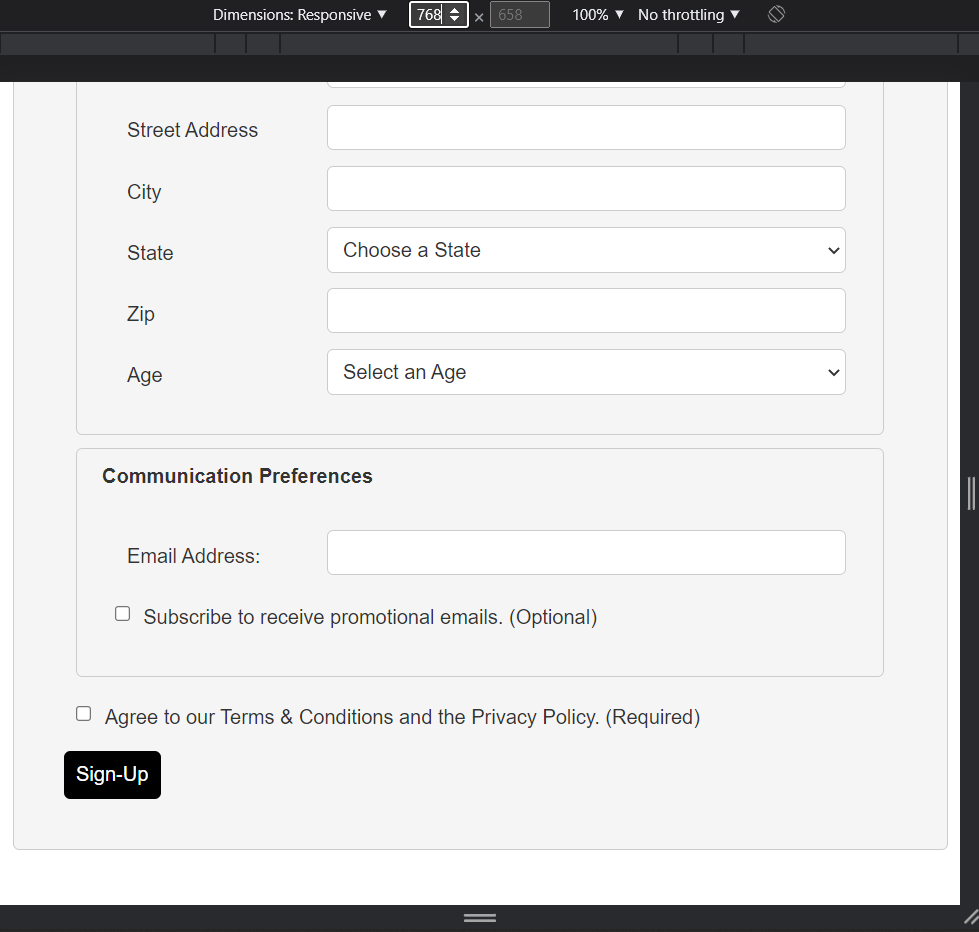 Dimensions: Responsive ▼ 768 × 658 100% ▼ No throttling ▼
Street Address
City
State Choose a State
Zip
Age Select an Age
Communication Preferences
Email Address:
Subscribe to receive promotional emails. (Optional)
Agree to our Terms & Conditions and the Privacy Policy. (Required)
Sign-Up